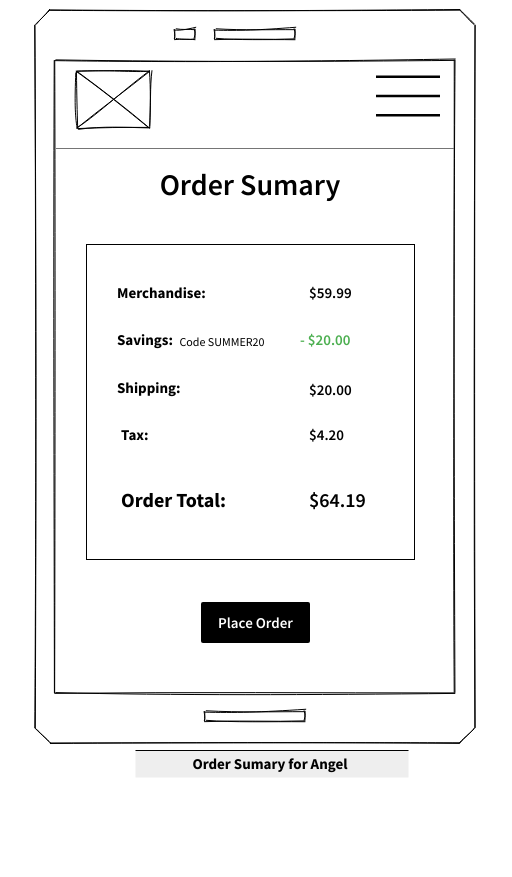 Order Sumary
Merchandise: $59.99
Savings: Code SUMMER20 - $20.00
Shipping: $20.00
Tax: $4.20
Order Total: $64.19
Place Order
Order Sumary for Angel